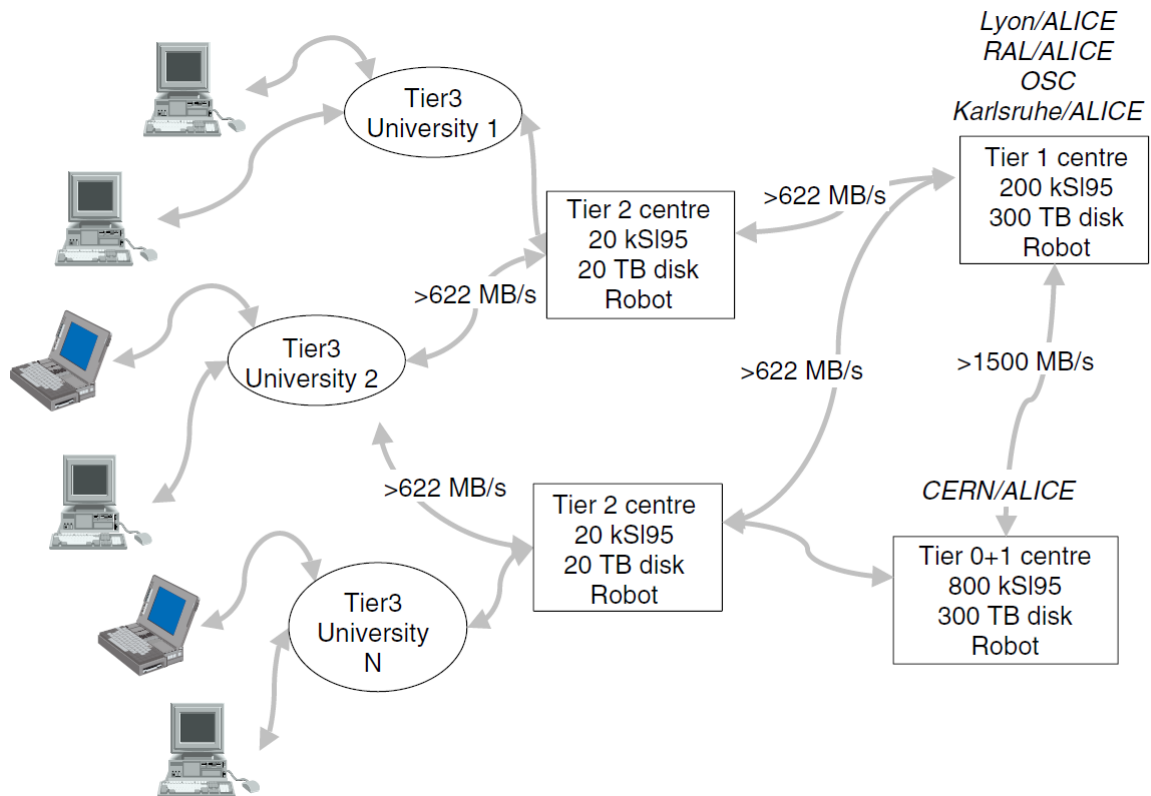 Lyon/ALICE
RAL/ALICE
OSC
Karlsruhe/ALICE
Tier3
University 1
Tier 1 centre
200 kSI95
300 TB disk
Robot
>622 MB/s
Tier 2 centre
20 kSI95
20 TB disk
Robot
>622 MB/s
Tier3
University 2
>622 MB/s
>1500 MB/s
>622 MB/s
CERN/ALICE
Tier 2 centre
20 kSI95
20 TB disk
Robot
Tier 0+1 centre
800 kSI95
300 TB disk
Robot
Tier3
University
N